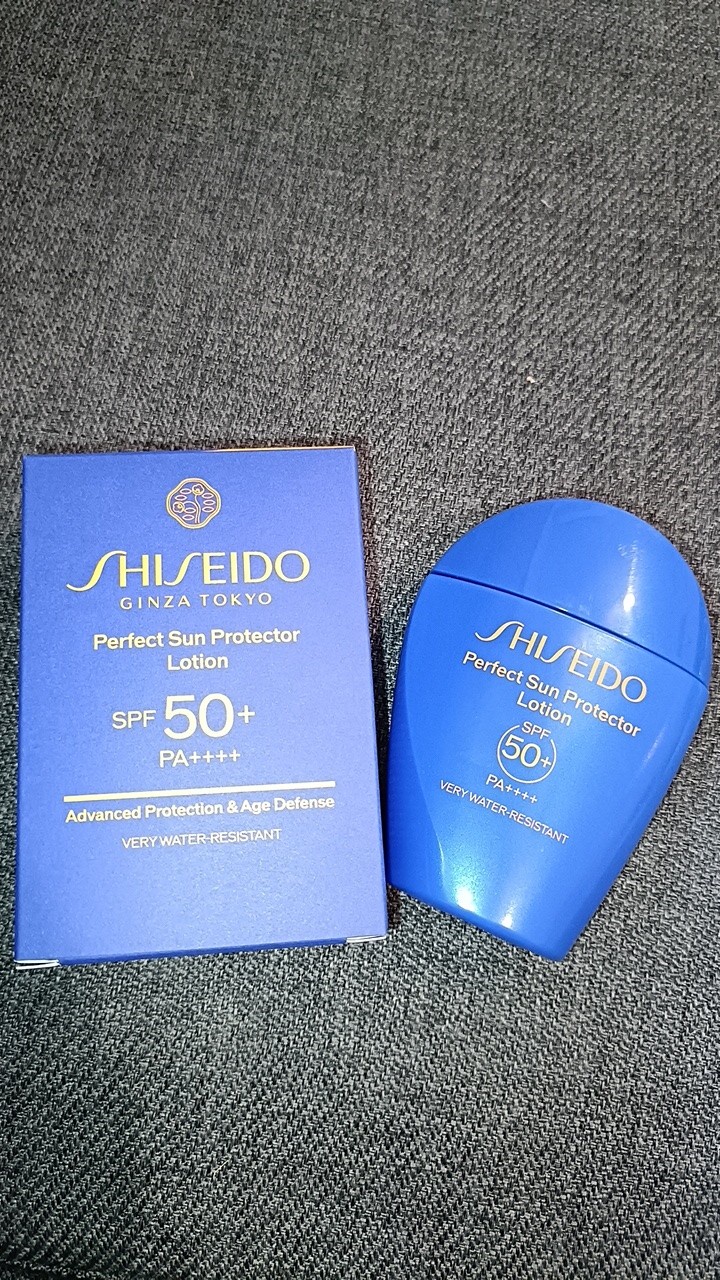 SHISEIDO
GINZA TOKYO
Perfect Sun Protector
Lotion
SPF 50+
PA++++
Advanced Protection & Age Defense
VERY WATER-RESISTANT
SHISEIDO
Perfect Sun Protector
Lotion
SPF
50+
PA++++
VERY WATER-RESISTANT